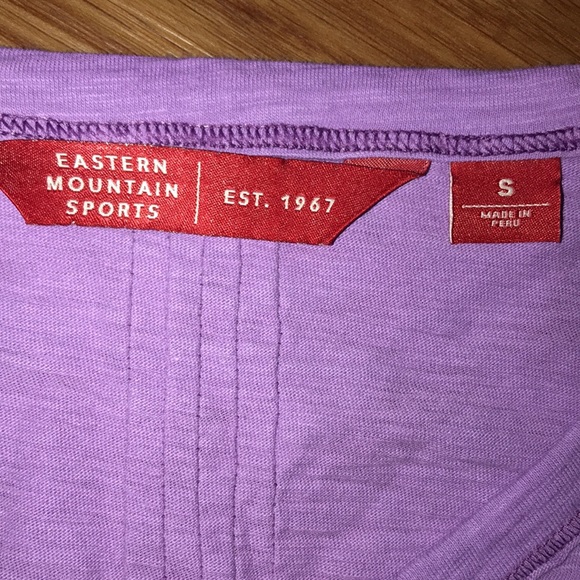 EASTERN
MOUNTAIN
SPORTS
EST. 1967
S
MADE IN
PERU